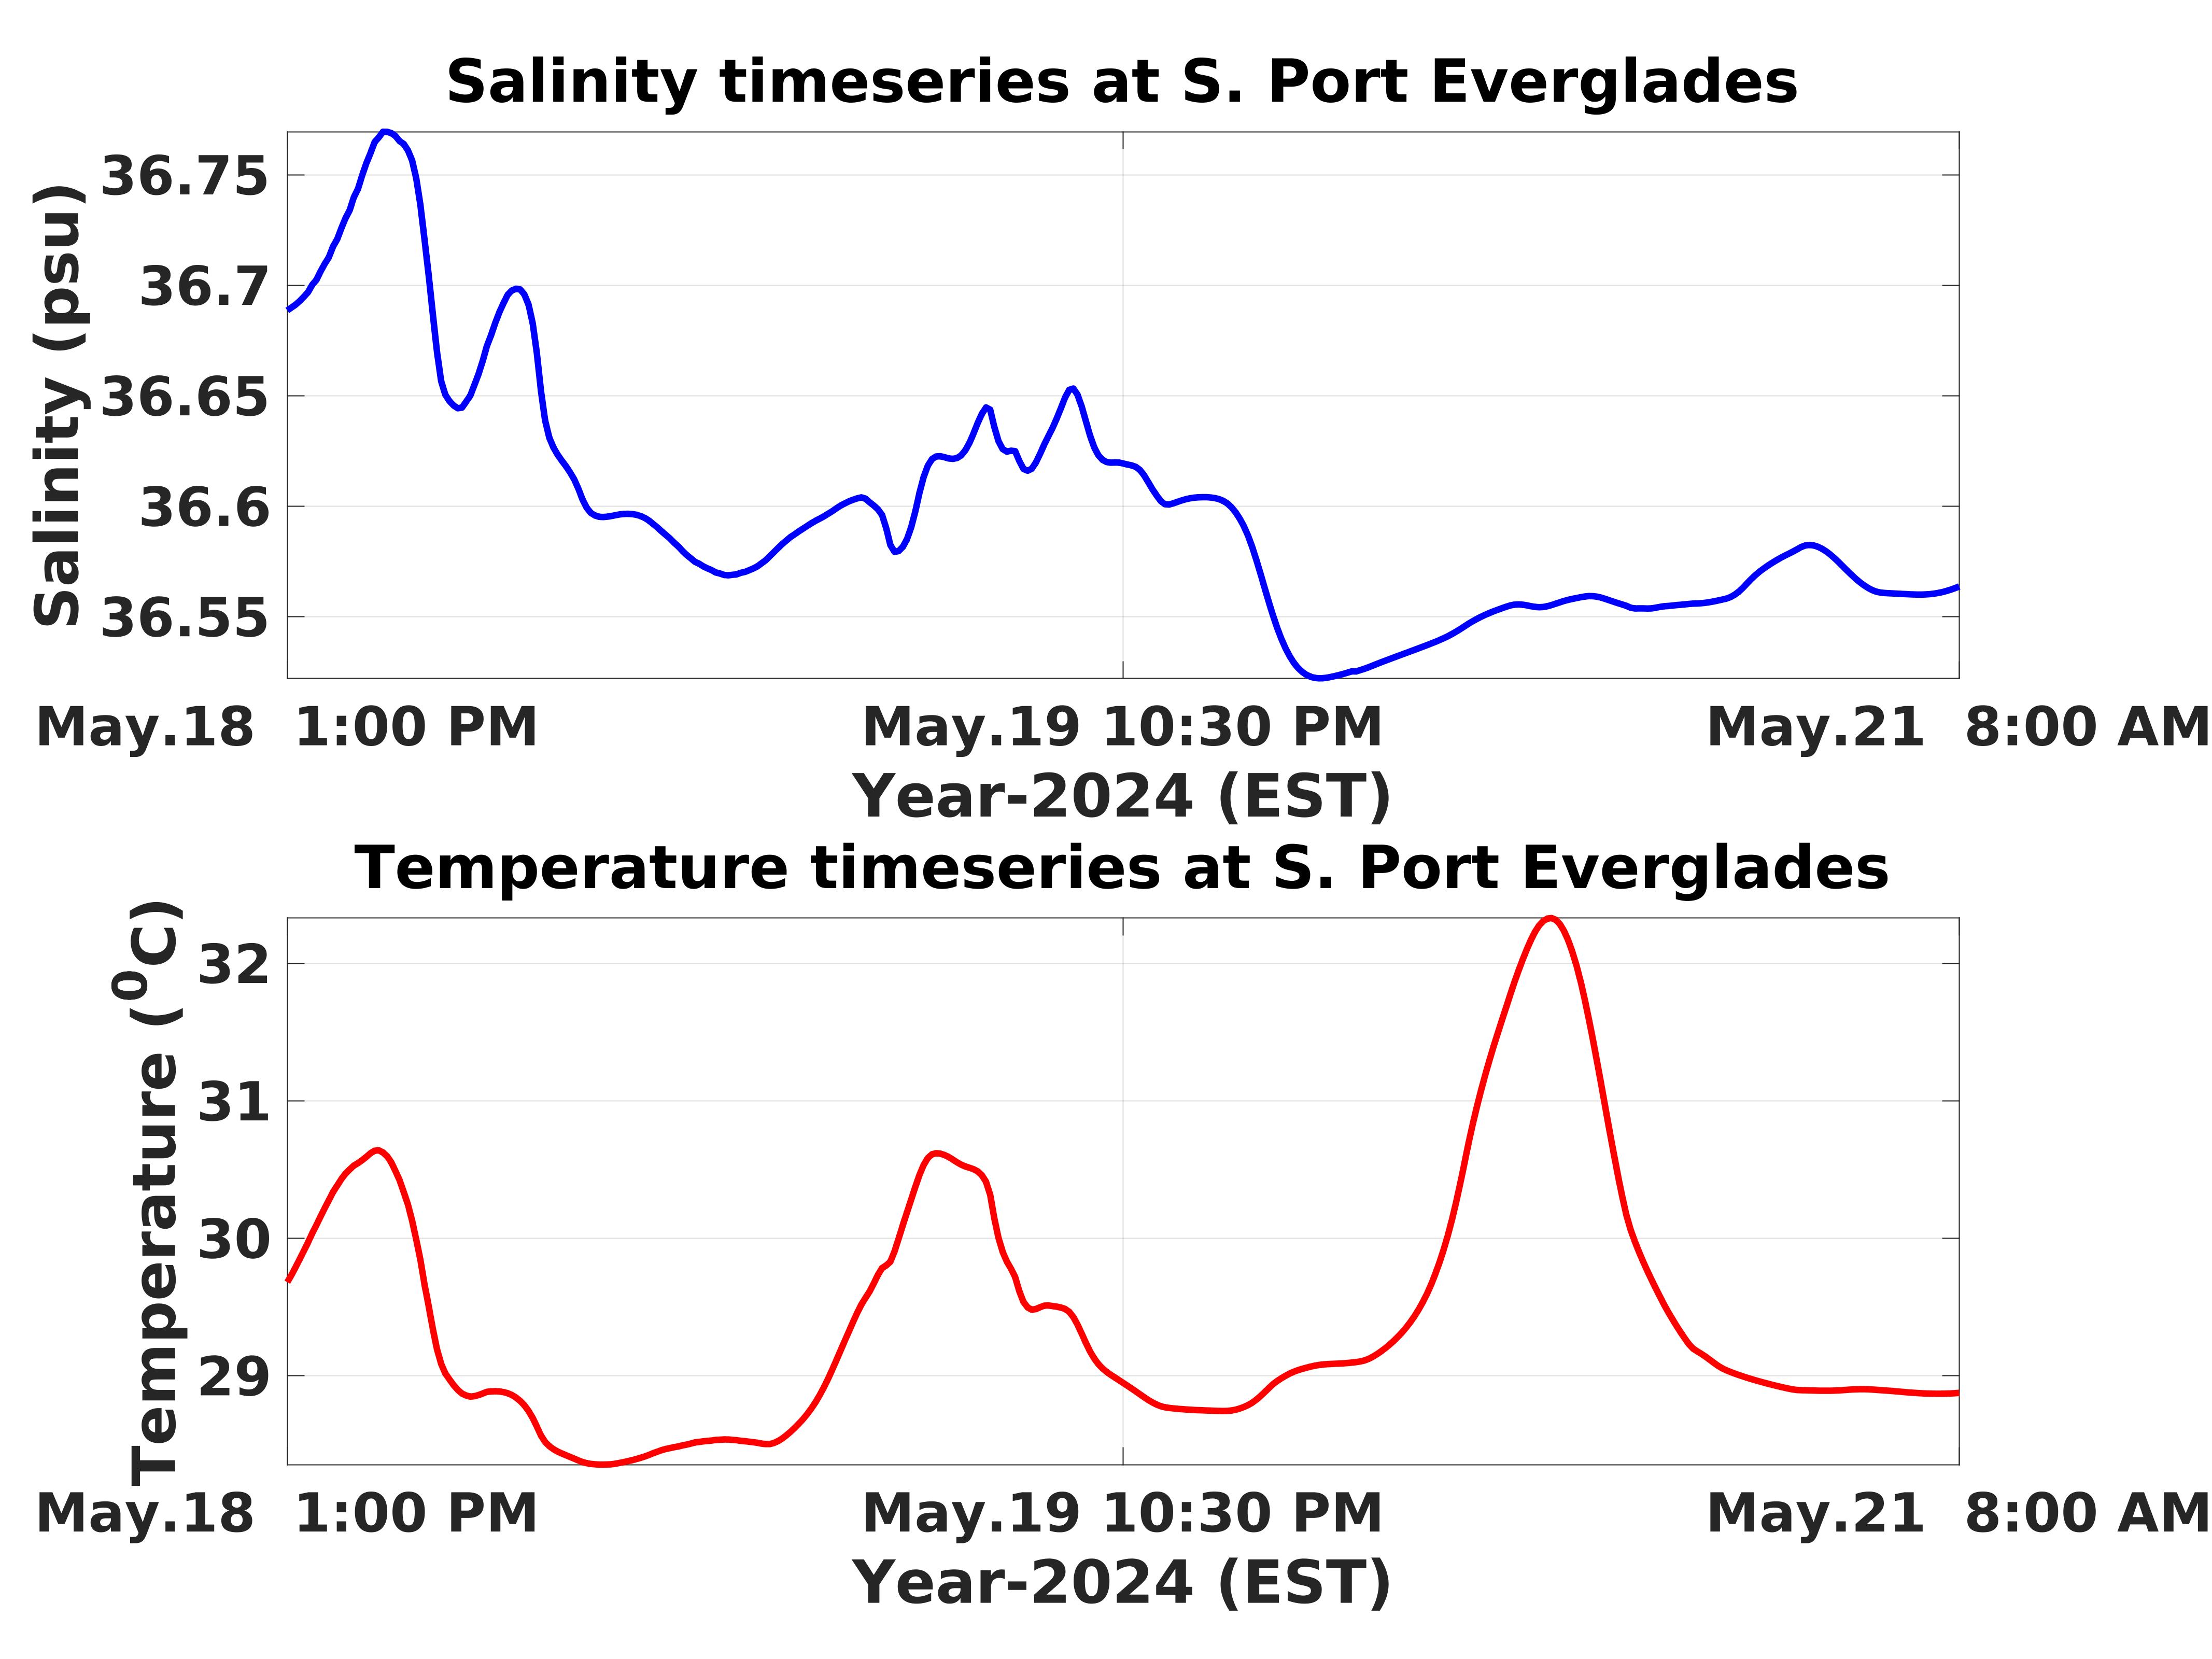 Salinity timeseries at S. Port Everglades
Salinity (psu)
36.75
36.7
36.65
36.6
36.55
May.18  1:00 PM
May.19 10:30 PM
May.21  8:00 AM
Year-2024 (EST)
Temperature timeseries at S. Port Everglades
Temperature (⁰C)
32
31
30
29
May.18  1:00 PM
May.19 10:30 PM
May.21  8:00 AM
Year-2024 (EST)